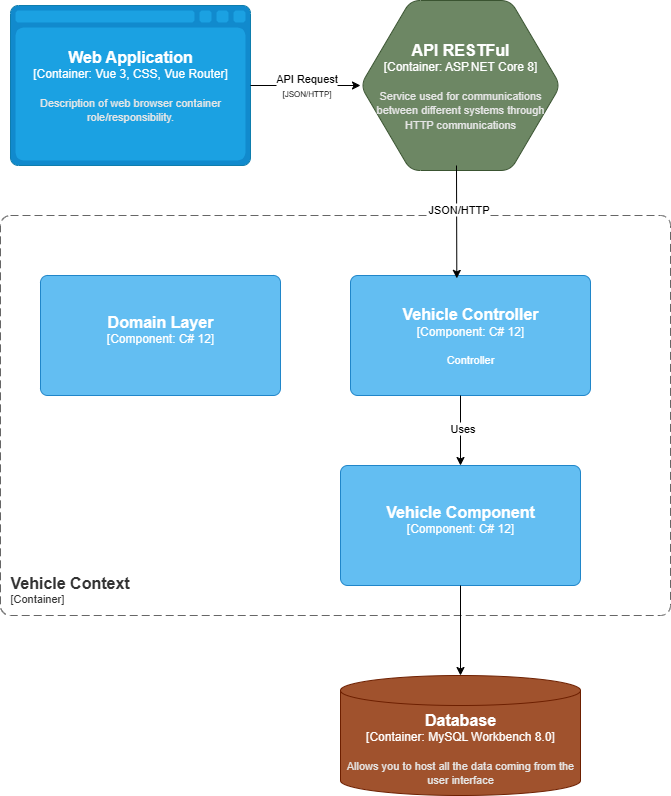 Web Application
[Container: Vue 3, CSS, Vue Router]
Description of web browser container
role/responsibility.
API Request
[JSON/HTTP]
API RESTFul
[Container: ASP.NET Core 8]
Service used for communications
between different systems through
HTTP communications
JSON/HTTP
Domain Layer
[Component: C# 12]
Vehicle Controller
[Component: C# 12]
Controller
Uses
Vehicle Component
[Component: C# 12]
Vehicle Context
[Container]
Database
[Container: MySQL Workbench 8.0]
Allows you to host all the data coming from the
user interface